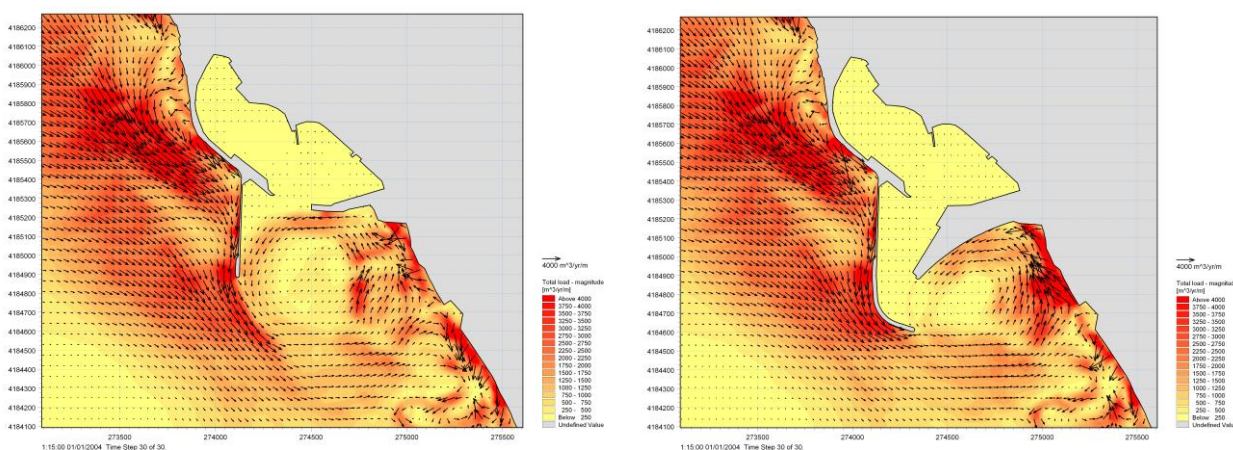 4186200
4186100
4186000
4185900
4185800
4185700
4185600
4185500
4185400
4185300
4185200
4185100
4185000
4184900
4184800
4184700
4184600
4184500
4184400
4184300
4184200
4184100
273500 274000 274500 275000 275500
1:15:00 01/01/2004 Time Step 30 of 30.
4000 m^3/yr/m
Total load - magnitude
[m^3/yr/m]
Above 4000
3750 - 4000
3500 - 3750
3250 - 3500
3000 - 3250
2750 - 3000
2500 - 2750
2250 - 2500
2000 - 2250
1750 - 2000
1500 - 1750
1250 - 1500
1000 - 1250
750 - 1000
500 - 750
250 - 500
Below 250
Undefined Value
4186200
4186100
4186000
4185900
4185800
4185700
4185600
4185500
4185400
4185300
4185200
4185100
4185000
4184900
4184800
4184700
4184600
4184500
4184400
4184300
4184200
4184100
273500 274000 274500 275000 275500
1:15:00 01/01/2004 Time Step 30 of 30.
4000 m^3/yr/m
Total load - magnitud
[m^3/yr/m]
Above 4000
3750 - 4000
3500 - 3750
3250 - 3500
3000 - 3250
2750 - 3000
2500 - 2750
2250 - 2500
2000 - 2250
1750 - 2000
1500 - 1750
1250 - 1500
1000 - 1250
750 - 1000
500 - 750
250 - 500
Below 250
Undefined Value